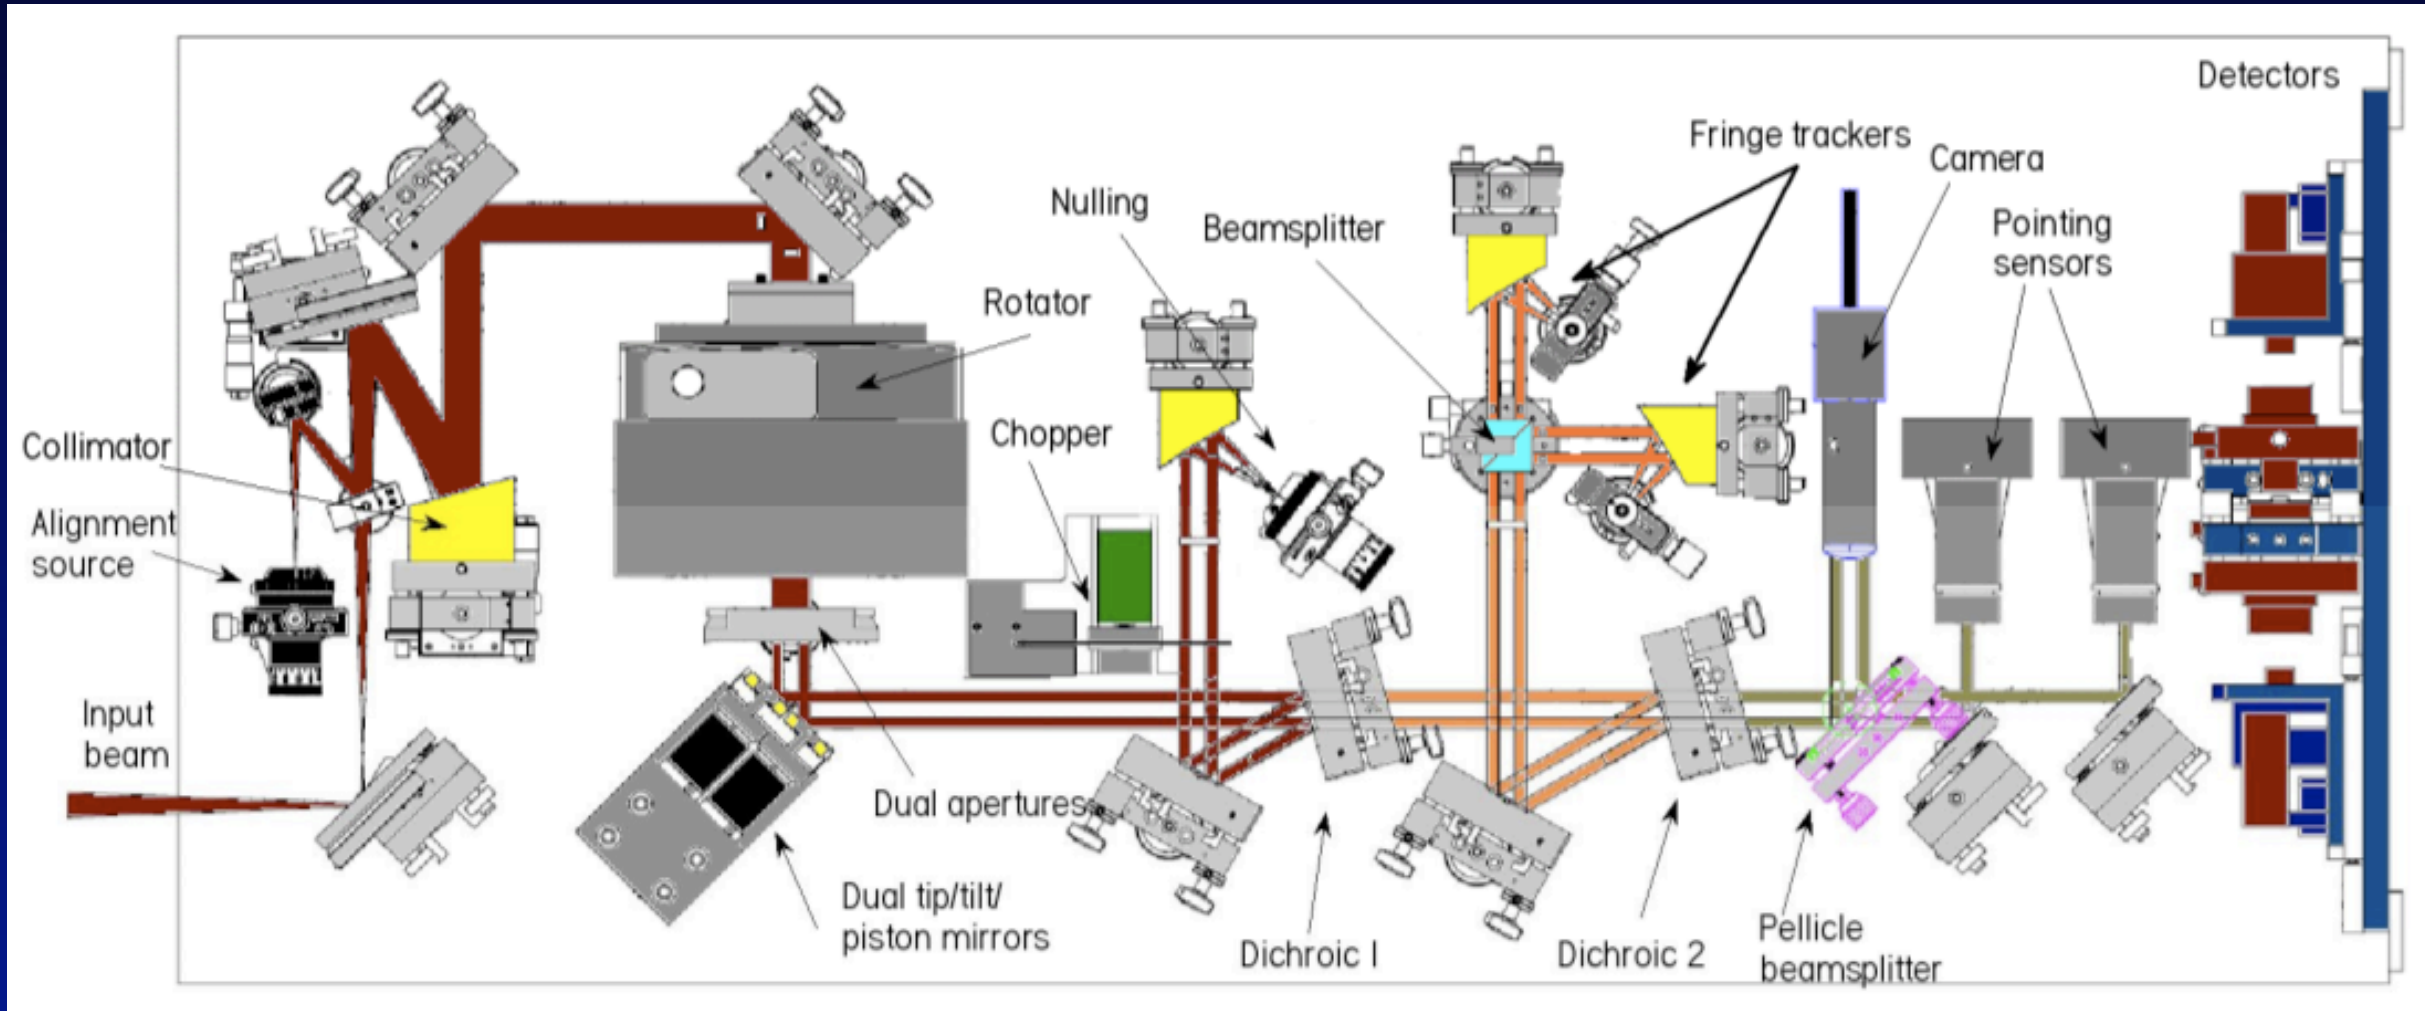 Detectors
Fringe trackers
Camera
Nulling
Beamsplitter
Pointing
sensors
Rotator
Chopper
Collimator
Alignment
source
Input
beam
Dual apertures
Dual tip/tilt/
piston mirrors
Dichroic 1
Dichroic 2
Pellicle
beamsplitter